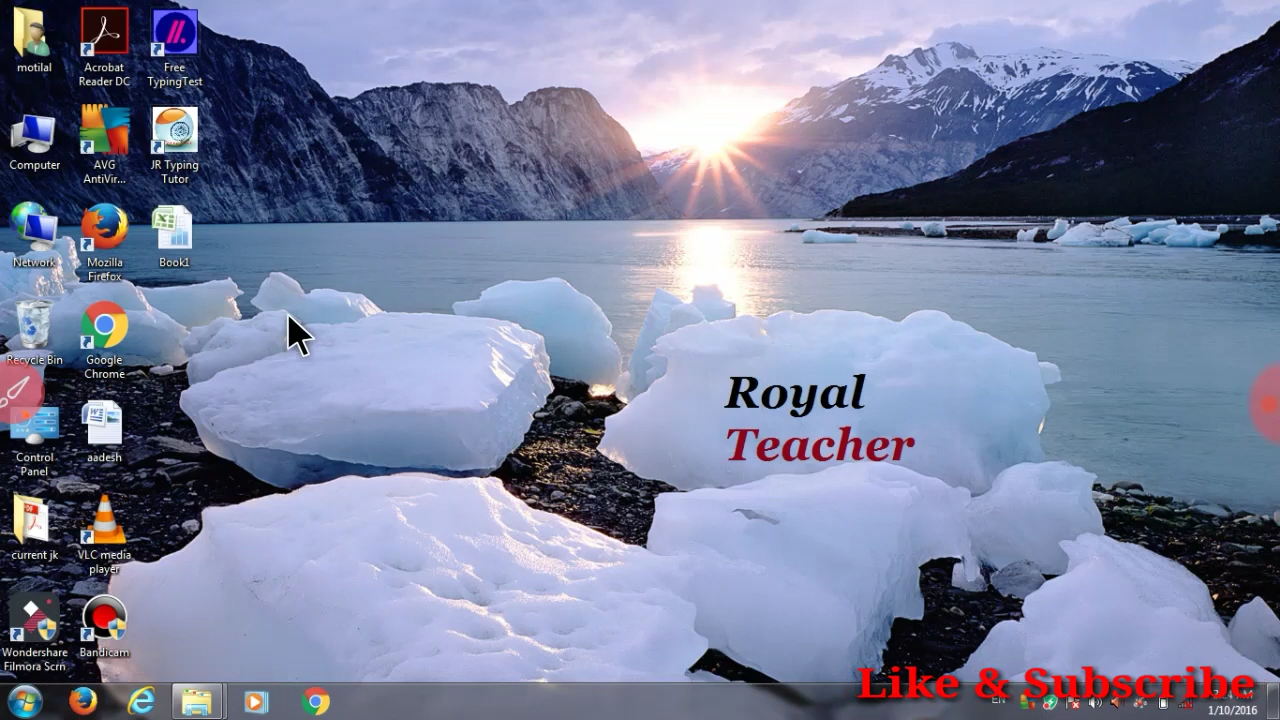 motilal
Acrobat
Reader DC
Free
TypingTest
Computer
AVG
AntiVir...
JR Typing
Tutor
Network
Mozilla
Firefox
Book1
Recycle Bin
Google
Chrome
Control
Panel
aadesh
current jk
VLC media
player
Wondershare
Filmora Scrn
Bandicam
Royal
Teacher
Like & Subscribe
EN
1/10/2016